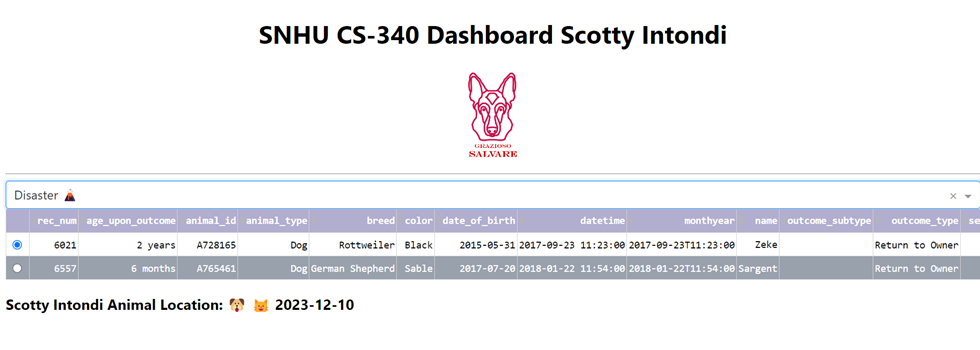 SNHU CS-340 Dashboard Scotty Intondi
GRAZIOSO
SALVARE
Disaster 🌋 × ▾
rec_num age_upon_outcome animal_id animal_type breed color date_of_birth datetime monthyear name outcome_subtype outcome_type se
6021 2 years A728165 Dog Rottweiler Black 2015-05-31 2017-09-23 11:23:00 2017-09-23T11:23:00 Zeke Return to Owner
6557 6 months A765461 Dog German Shepherd Sable 2017-07-20 2018-01-22 11:54:00 2018-01-22T11:54:00 Sargent Return to Owner
Scotty Intondi Animal Location: 🐶 😺 2023-12-10